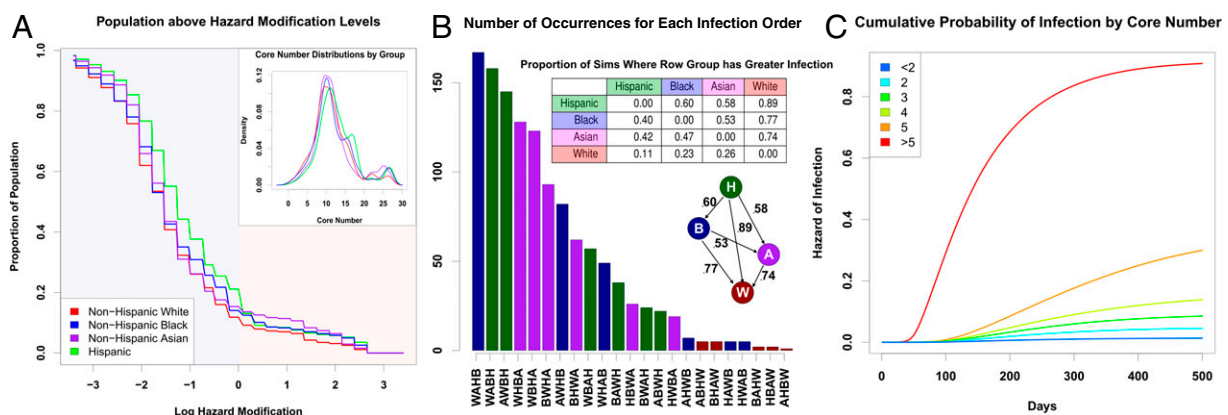 A
Population above Hazard Modification Levels
Proportion of Population
1.0
0.8
0.6
0.4
0.2
0.0
Core Number Distributions by Group
Density
0.12
0.09
0.06
0.03
0.00
0 5 10 15 20 25 30
Core Number
Non-Hispanic White
Non-Hispanic Black
Non-Hispanic Asian
Hispanic
-3 -2 -1 0 1 2 3
Log Hazard Modification
B
Number of Occurrences for Each Infection Order
150
100
50
0
Proportion of Sims Where Row Group has Greater Infection
Hispanic Black Asian White
Hispanic 0.00 0.60 0.58 0.89
Black 0.40 0.00 0.53 0.77
Asian 0.42 0.47 0.00 0.74
White 0.11 0.23 0.26 0.00
H
.60 .58
B .89
.53 A
.77 .74
W
WAHB
WABH
AWBH
WHBA
WBHA
BWHA
AWHB
BHWA
WBAH
WHAB
BAWH
HBWA
BWAH
ABWH
HWBA
AHWB
ABHW
BHAW
HAWB
HWAB
BAHW
HBAW
AHBW
C
Cumulative Probability of Infection by Core Number
Hazard of Infection
0.8
0.6
0.4
0.2
0.0
<2
2
3
4
5
>5
0 100 200 300 400 500
Days